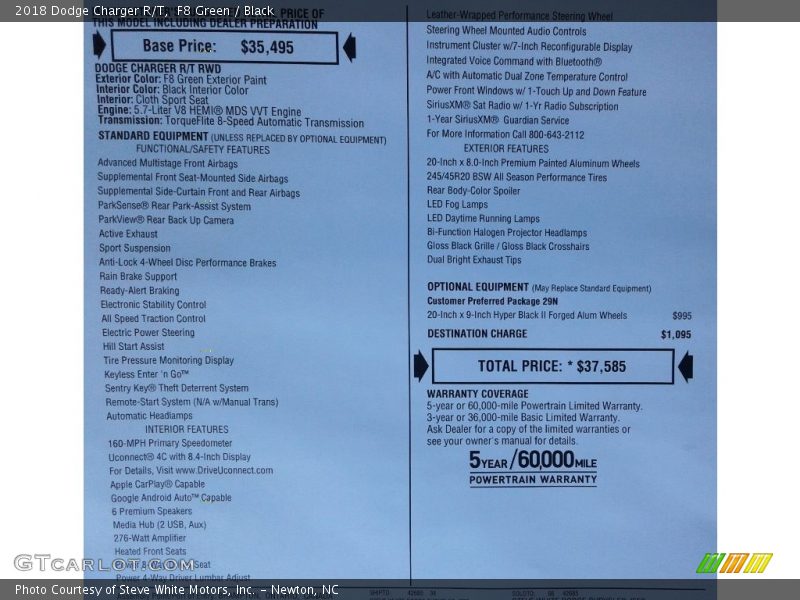 2018 Dodge Charger R/T, F8 Green / Black
PRICE OF
THIS MODEL INCLUDING DEALER PREPARATION
Base Price: $35,495
DODGE CHARGER R/T RWD
Exterior Color: F8 Green Exterior Paint
Interior Color: Black Interior Color
Interior: Cloth Sport Seat
Engine: 5.7-Liter V8 HEMI® MDS VVT Engine
Transmission: TorqueFlite 8-Speed Automatic Transmission
STANDARD EQUIPMENT (UNLESS REPLACED BY OPTIONAL EQUIPMENT)
FUNCTIONAL/SAFETY FEATURES
Advanced Multistage Front Airbags
Supplemental Front Seat-Mounted Side Airbags
Supplemental Side-Curtain Front and Rear Airbags
ParkSense® Rear Park-Assist System
ParkView® Rear Back Up Camera
Active Exhaust
Sport Suspension
Anti-Lock 4-Wheel Disc Performance Brakes
Rain Brake Support
Ready-Alert Braking
Electronic Stability Control
All Speed Traction Control
Electric Power Steering
Hill Start Assist
Tire Pressure Monitoring Display
Keyless Enter 'n Go™
Sentry Key® Theft Deterrent System
Remote-Start System (N/A w/Manual Trans)
Automatic Headlamps
INTERIOR FEATURES
160-MPH Primary Speedometer
Uconnect® 4C with 8.4-Inch Display
For Details, Visit www.DriveUconnect.com
Apple CarPlay® Capable
Google Android Auto™ Capable
6 Premium Speakers
Media Hub (2 USB, Aux)
276-Watt Amplifier
Heated Front Seats
Seat
Power 4-Way Driver Lumbar Adjust
Leather-Wrapped Performance Steering Wheel
Steering Wheel Mounted Audio Controls
Instrument Cluster w/7-Inch Reconfigurable Display
Integrated Voice Command with Bluetooth®
A/C with Automatic Dual Zone Temperature Control
Power Front Windows w/ 1-Touch Up and Down Feature
SiriusXM® Sat Radio w/ 1-Yr Radio Subscription
1-Year SiriusXM® Guardian Service
For More Information Call 800-643-2112
EXTERIOR FEATURES
20-Inch x 8.0-Inch Premium Painted Aluminum Wheels
245/45R20 BSW All Season Performance Tires
Rear Body-Color Spoiler
LED Fog Lamps
LED Daytime Running Lamps
Bi-Function Halogen Projector Headlamps
Gloss Black Grille / Gloss Black Crosshairs
Dual Bright Exhaust Tips
OPTIONAL EQUIPMENT (May Replace Standard Equipment)
Customer Preferred Package 29N
20-Inch x 9-Inch Hyper Black II Forged Alum Wheels $995
DESTINATION CHARGE $1,095
TOTAL PRICE: * $37,585
WARRANTY COVERAGE
5-year or 60,000-mile Powertrain Limited Warranty.
3-year or 36,000-mile Basic Limited Warranty.
Ask Dealer for a copy of the limited warranties or
see your owner's manual for details.
5YEAR/60,000MILE
POWERTRAIN WARRANTY
GTCarLot.com
Photo Courtesy of Steve White Motors, Inc. – Newton, NC